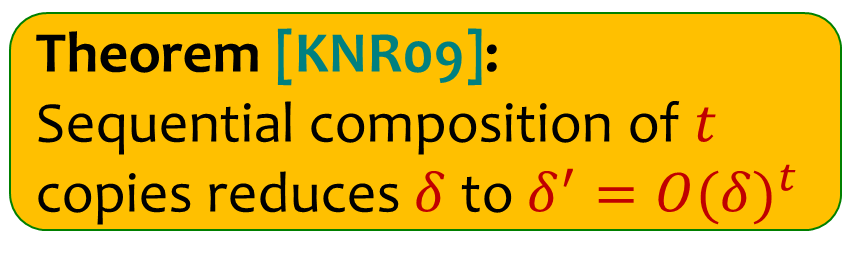 Theorem [KNR09]:
Sequential composition of t
copies reduces δ to δ′ = O(δ)ᵗ